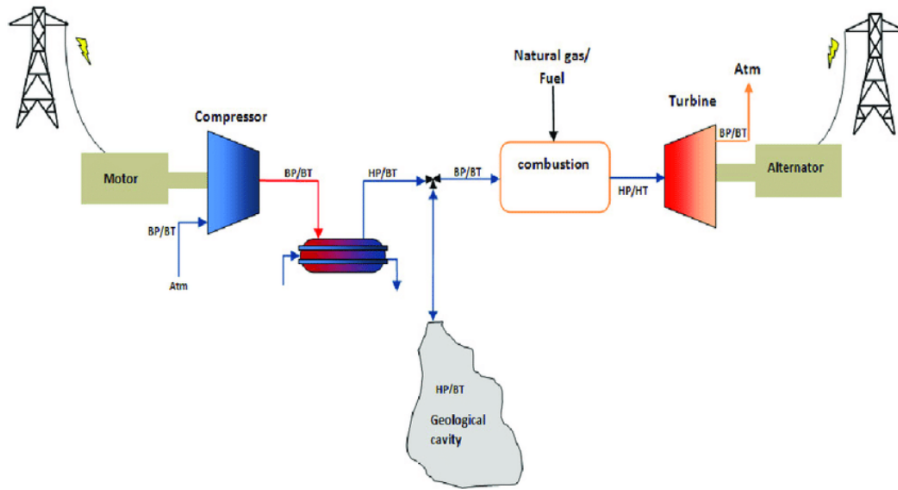 Natural gas/
Fuel
Atm
Compressor
Turbine
BP/BT
Motor
BP/BT
HP/BT
BP/BT
combustion
HP/HT
Alternator
BP/BT
Atm
HP/BT
Geological
cavity